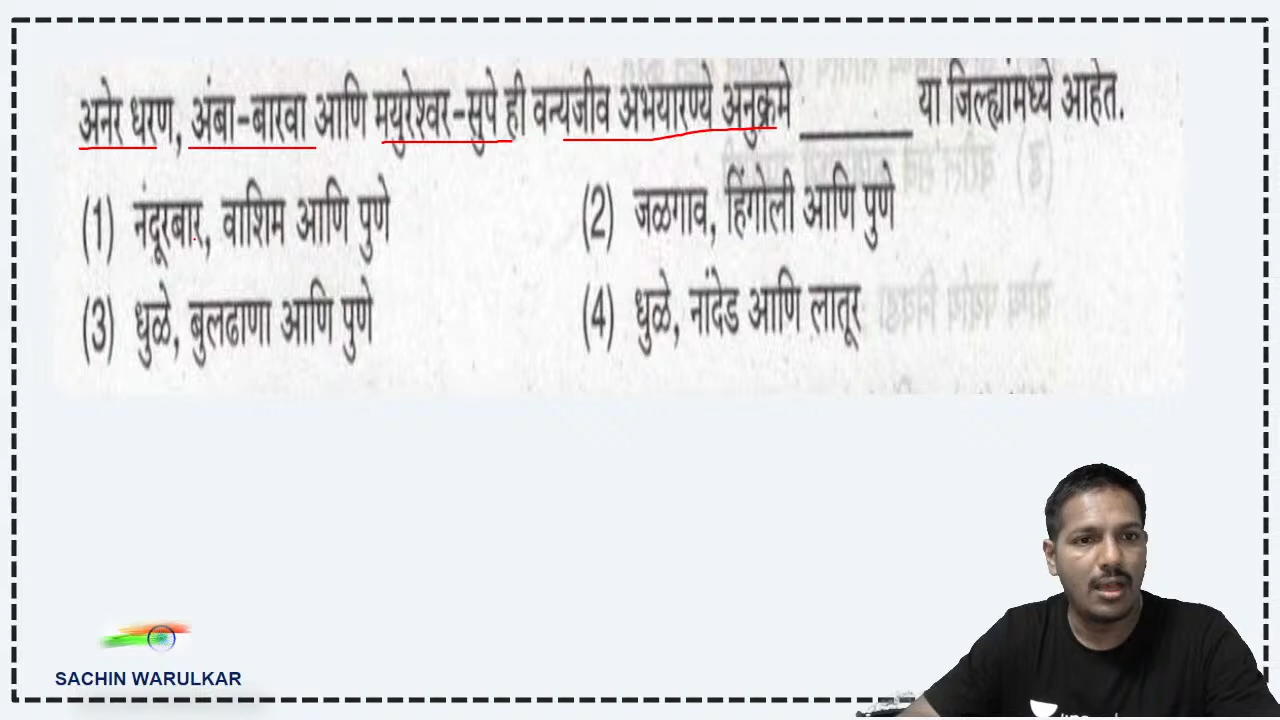 अनेर धरण, अंबा-बारवा आणि मयुरेश्वर-सुपे ही वन्यजीव अभयारण्ये अनुक्रमे ________ या जिल्ह्यांमध्ये आहेत.
(1) नंदूरबार, वाशिम आणि पुणे (2) जळगाव, हिंगोली आणि पुणे
(3) धुळे, बुलढाणा आणि पुणे (4) धुळे, नांदेड आणि लातूर
SACHIN WARULKAR